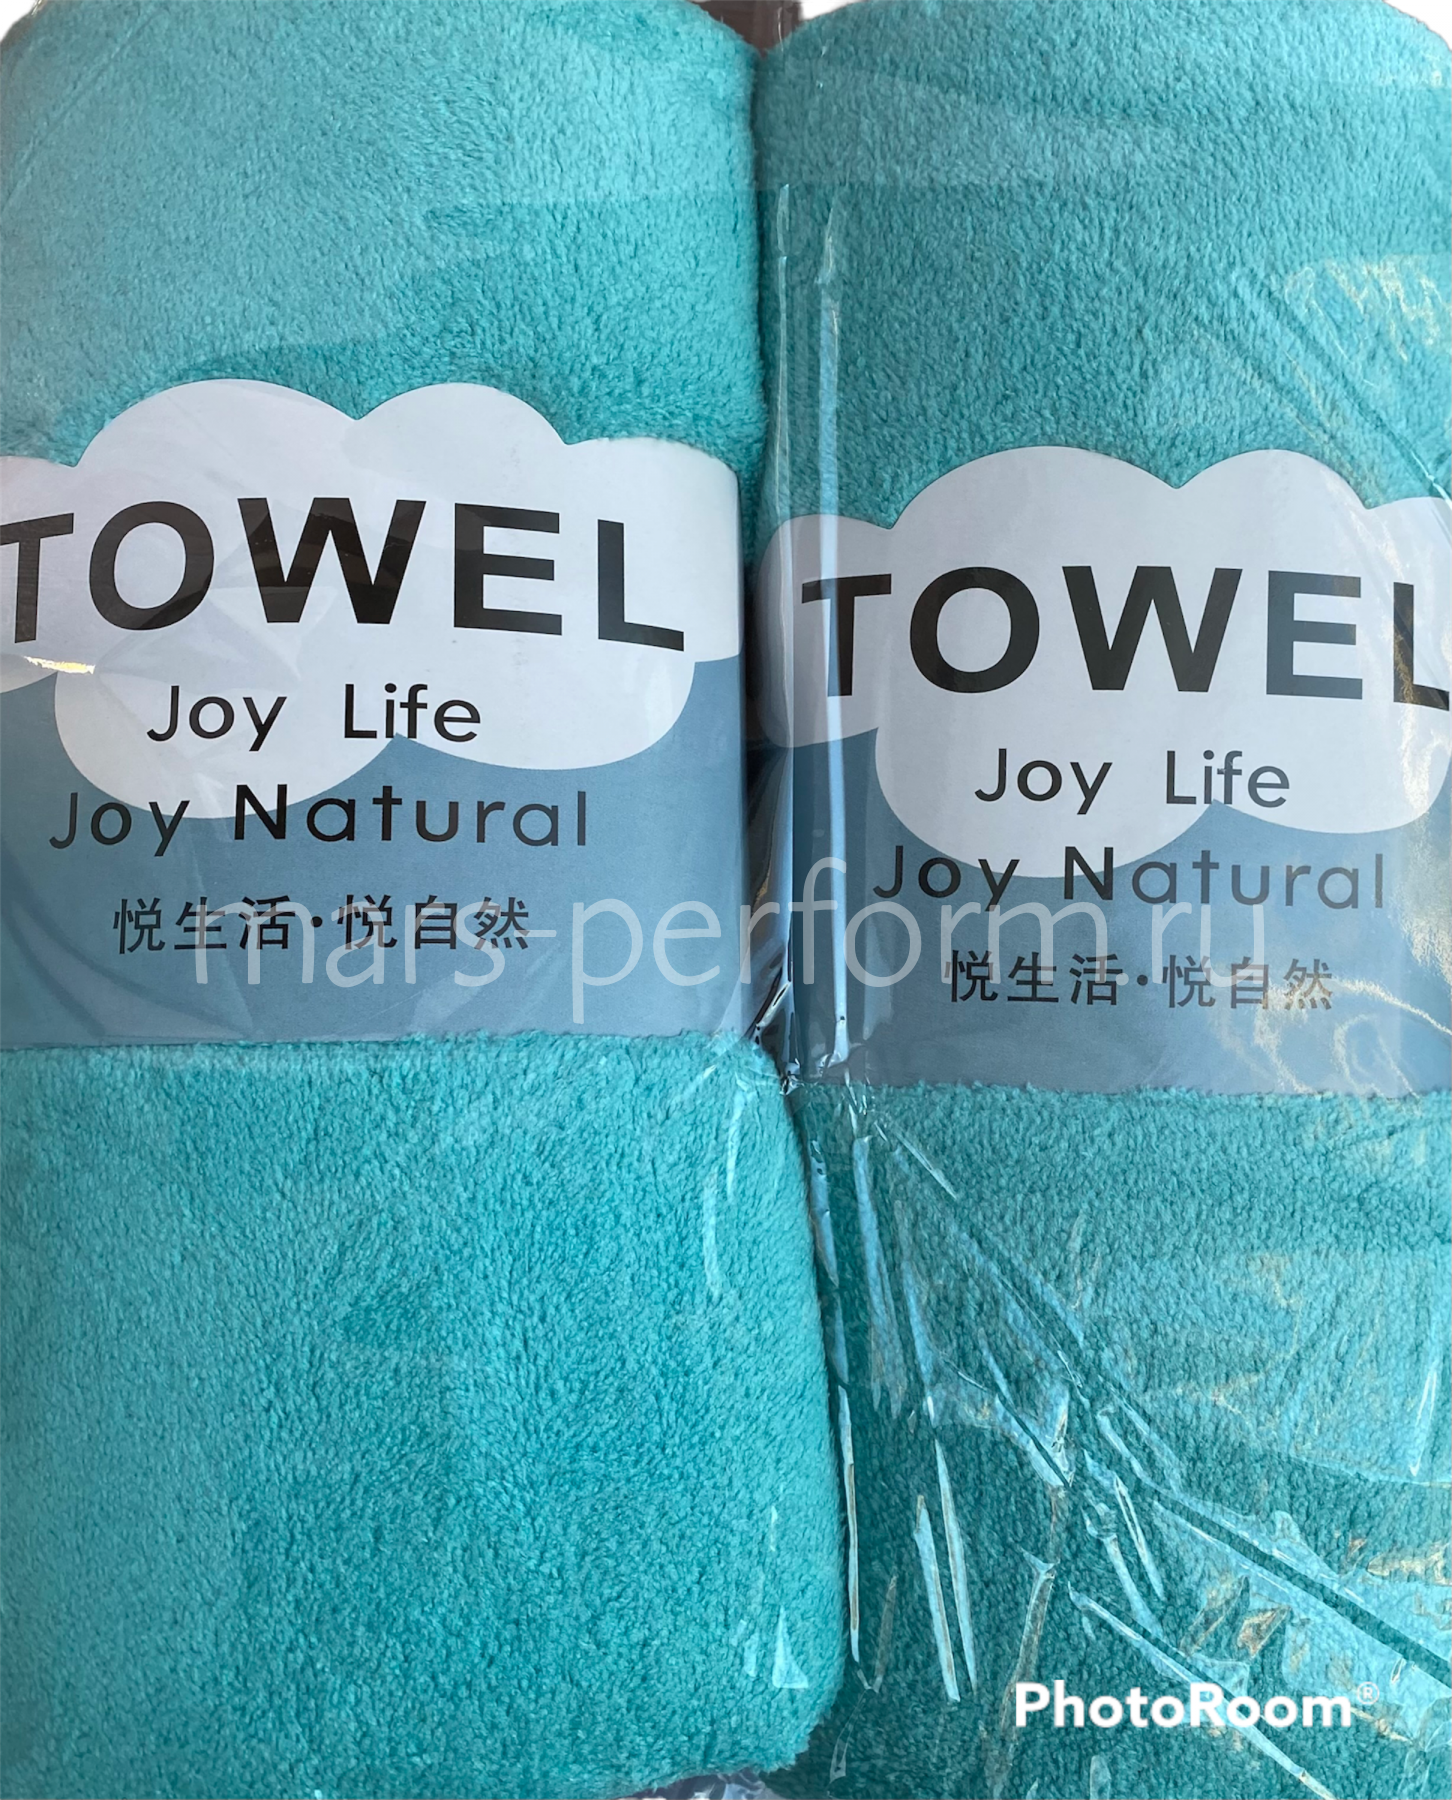 TOWEL
Joy Life
Joy Natural
悦生活·悦自然
TOWEL
Joy Life
Joy Natural
悦生活·悦自然
mars-perform.ru
PhotoRoom®